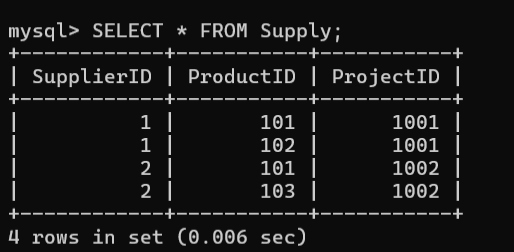 mysql> SELECT * FROM Supply;
+------------+-----------+-----------+
| SupplierID | ProductID | ProjectID |
+------------+-----------+-----------+
|          1 |       101 |      1001 |
|          1 |       102 |      1001 |
|          2 |       101 |      1002 |
|          2 |       103 |      1002 |
+------------+-----------+-----------+
4 rows in set (0.006 sec)